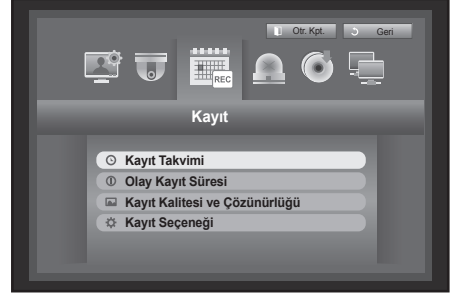 Otr. Kpt. Geri
REC
Kayıt
Kayıt Takvimi
Olay Kayıt Süresi
Kayıt Kalitesi ve Çözünürlüğü
Kayıt Seçeneği